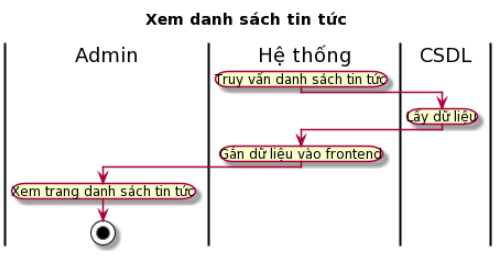 Xem danh sách tin tức
Admin
Hệ thống
CSDL
Truy vấn danh sách tin tức
Lấy dữ liệu
Gắn dữ liệu vào frontend
Xem trang danh sách tin tức